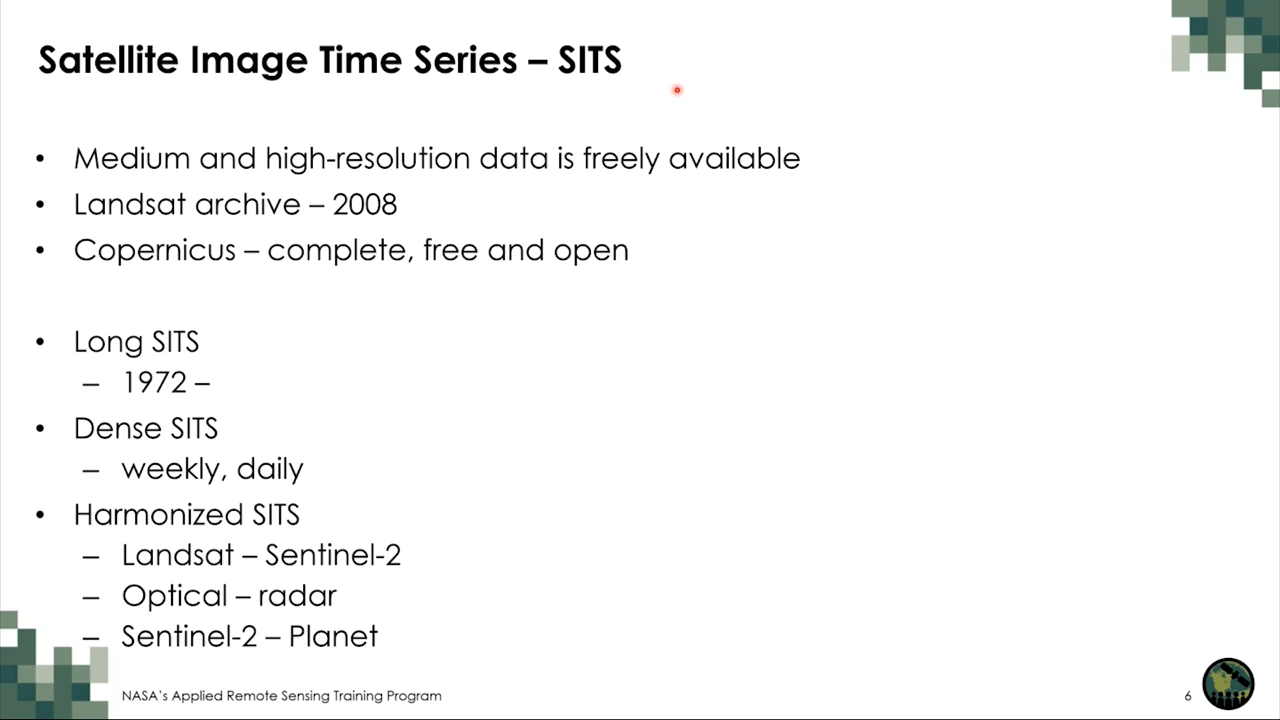 Satellite Image Time Series – SITS
• Medium and high-resolution data is freely available
• Landsat archive – 2008
• Copernicus – complete, free and open
• Long SITS
– 1972 –
• Dense SITS
– weekly, daily
• Harmonized SITS
– Landsat – Sentinel-2
– Optical – radar
– Sentinel-2 – Planet
NASA's Applied Remote Sensing Training Program
6